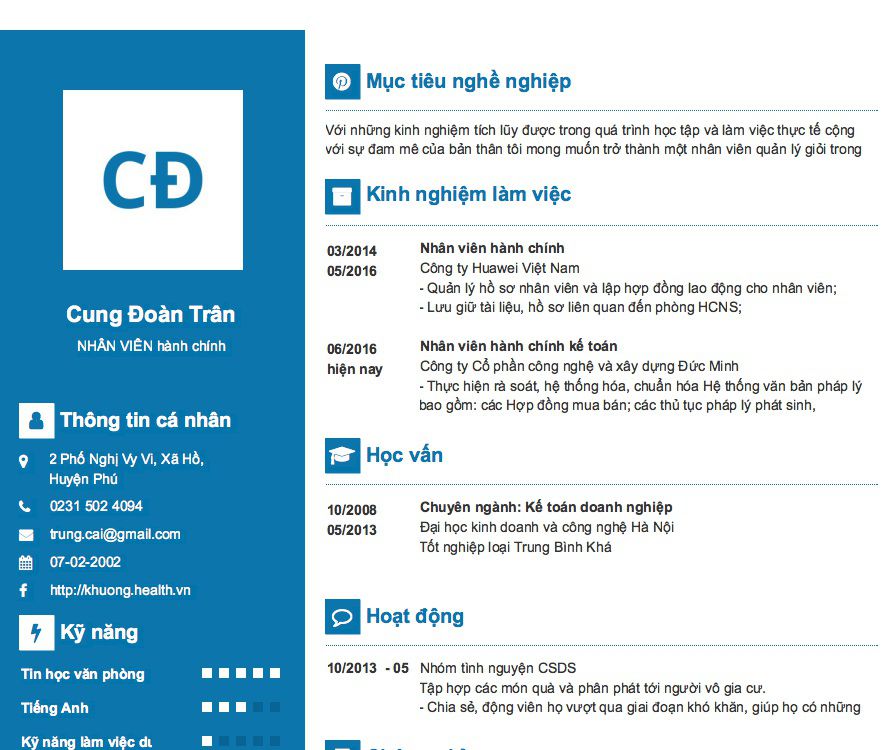 CĐ
Cung Đoàn Trân
NHÂN VIÊN hành chính
Thông tin cá nhân
2 Phố Nghị Vy Vi, Xã Hồ,
Huyện Phú
0231 502 4094
trung.cai@gmail.com
07-02-2002
http://khuong.health.vn
Kỹ năng
Tin học văn phòng
Tiếng Anh
Kỹ năng làm việc
Mục tiêu nghề nghiệp
Với những kinh nghiệm tích lũy được trong quá trình học tập và làm việc thực tế cộng
với sự đam mê của bản thân tôi mong muốn trở thành một nhân viên quản lý giỏi trong
Kinh nghiệm làm việc
03/2014
05/2016
Nhân viên hành chính
Công ty Huawei Việt Nam
- Quản lý hồ sơ nhân viên và lập hợp đồng lao động cho nhân viên;
- Lưu giữ tài liệu, hồ sơ liên quan đến phòng HCNS;
06/2016
hiện nay
Nhân viên hành chính kế toán
Công ty Cổ phần công nghệ và xây dựng Đức Minh
- Thực hiện rà soát, hệ thống hóa, chuẩn hóa Hệ thống văn bản pháp lý
bao gồm: các Hợp đồng mua bán; các thủ tục pháp lý phát sinh,
Học vấn
10/2008
05/2013
Chuyên ngành: Kế toán doanh nghiệp
Đại học kinh doanh và công nghệ Hà Nội
Tốt nghiệp loại Trung Bình Khá
Hoạt động
10/2013 - 05
Nhóm tình nguyện CSDS
Tập hợp các món quà và phân phát tới người vô gia cư.
- Chia sẻ, động viên họ vượt qua giai đoạn khó khăn, giúp họ có những